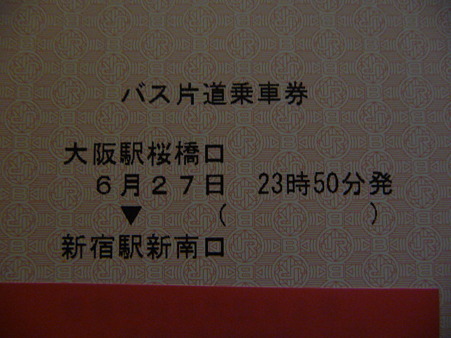 バス片道乗車券
大阪駅桜橋口
６月２７日 23時50分発
▼ ( )
新宿駅新南口